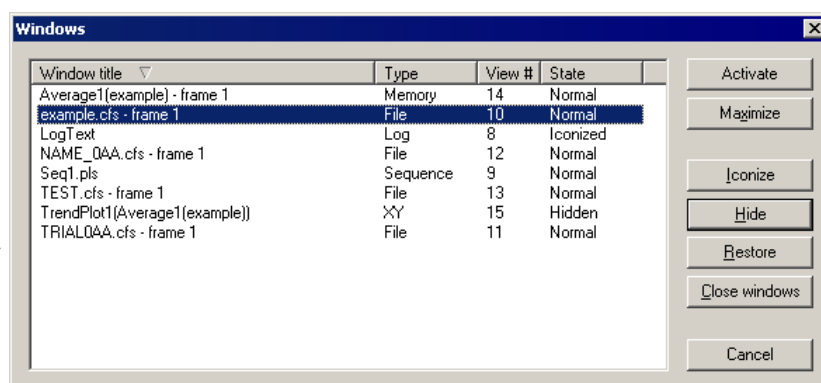 Windows
Window title Type View # State
Average1(example) - frame 1 Memory 14 Normal
example.cfs - frame 1 File 10 Normal
LogText Log 8 Iconized
NAME_0AA.cfs - frame 1 File 12 Normal
Seq1.pls Sequence 9 Normal
TEST.cfs - frame 1 File 13 Normal
TrendPlot1(Average1(example)) XY 15 Hidden
TRIAL0AA.cfs - frame 1 File 11 Normal
Activate
Maximize
Iconize
Hide
Restore
Close windows
Cancel